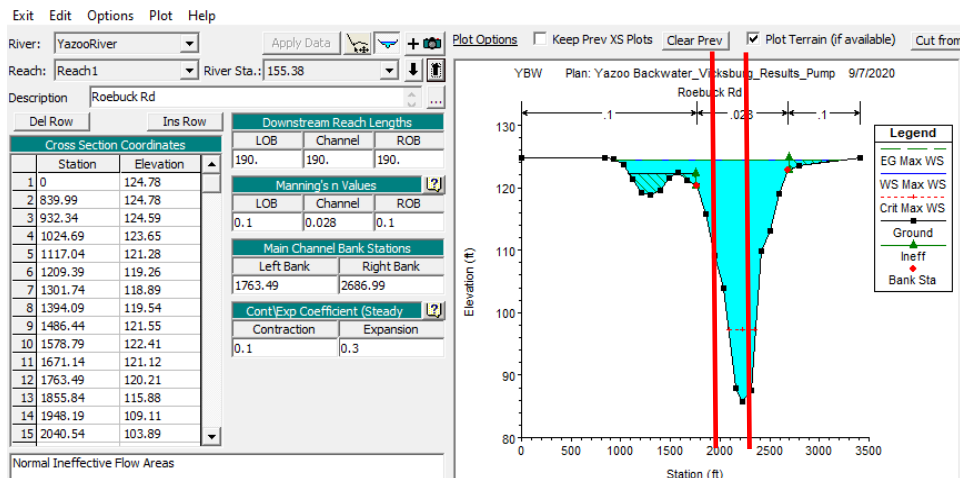 Exit Edit Options Plot Help
River: YazooRiver Apply Data
Reach: Reach1 River Sta.: 155.38
Description Roebuck Rd ...
Del Row Ins Row
Cross Section Coordinates
Station Elevation
1 0 124.78
2 839.99 124.78
3 932.34 124.59
4 1024.69 123.65
5 1117.04 121.28
6 1209.39 119.26
7 1301.74 118.89
8 1394.09 119.54
9 1486.44 121.55
10 1578.79 122.41
11 1671.14 121.12
12 1763.49 120.21
13 1855.84 115.88
14 1948.19 109.11
15 2040.54 103.89
Downstream Reach Lengths
LOB Channel ROB
190. 190. 190.
Manning's n Values ?
LOB Channel ROB
0.1 0.028 0.1
Main Channel Bank Stations
Left Bank Right Bank
1763.49 2686.99
Cont\Exp Coefficient (Steady ?
Contraction Expansion
0.1 0.3
Normal Ineffective Flow Areas
Plot Options Keep Prev XS Plots Clear Prev Plot Terrain (if available) Cut from
YBW Plan: Yazoo Backwater_Vicksburg_Results_Pump 9/7/2020
Roebuck Rd
.1 .028 .1
Elevation (ft)
130
120
110
100
90
80
0 500 1000 1500 2000 2500 3000 3500
Station (ft)
Legend
EG Max WS
WS Max WS
Crit Max WS
Ground
Ineff
Bank Sta